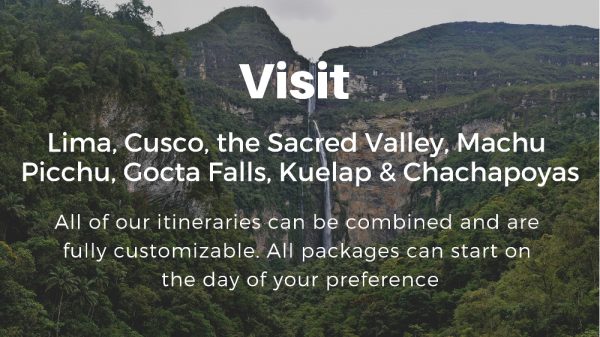 Visit
Lima, Cusco, the Sacred Valley, Machu
Picchu, Gocta Falls, Kuelap & Chachapoyas
All of our itineraries can be combined and are
fully customizable. All packages can start on
the day of your preference